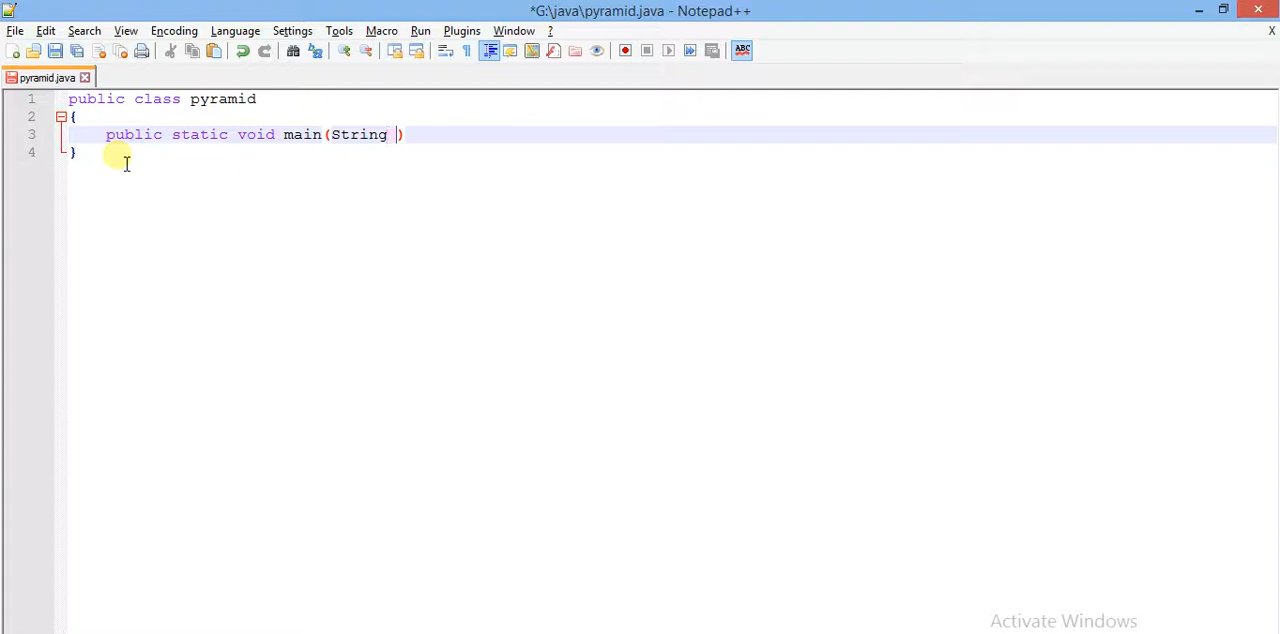 *G:\java\pyramid.java - Notepad++
File Edit Search View Encoding Language Settings Tools Macro Run Plugins Window ? X
ABC
pyramid.java
1 public class pyramid
2 {
3 public static void main(String )
4 }
Activate Windows